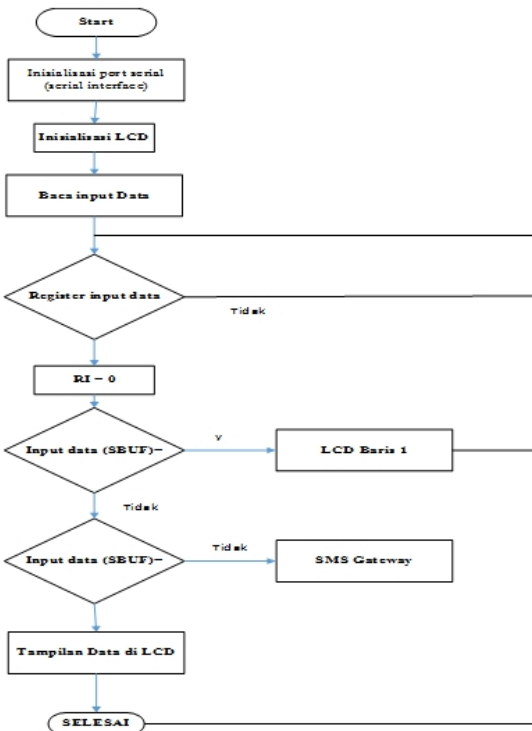 Start
Inisialisasi port serial
(serial interface)
Inisialisasi LCD
Baca input Data
Register input data
Tidak
RI = 0
Input data (SBUF)=
Y
LCD Baris 1
Tidak
Input data (SBUF)=
Tidak
SMS Gateway
Tampilan Data di LCD
SELESAI